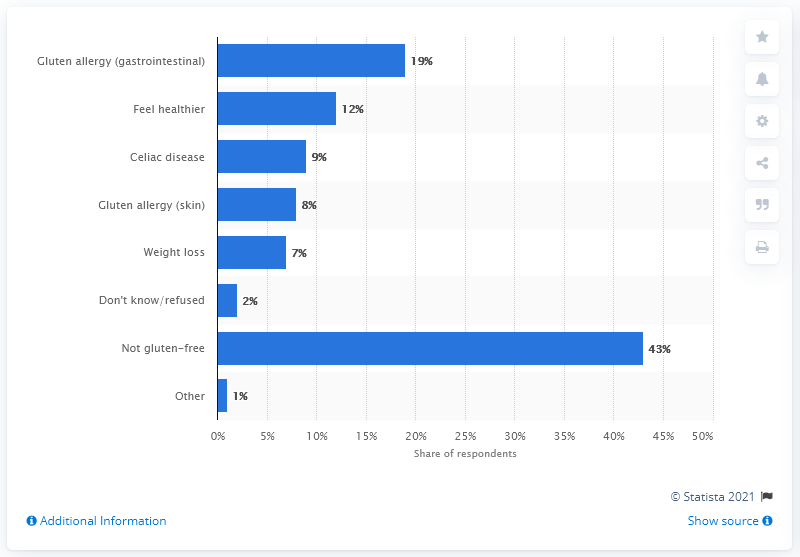 Gluten allergy (gastrointestinal) 19%
Feel healthier 12%
Celiac disease 9%
Gluten allergy (skin) 8%
Weight loss 7%
Don't know/refused 2%
Not gluten-free 43%
Other 1%
0% 5% 10% 15% 20% 25% 30% 35% 40% 45% 50%
Share of respondents
© Statista 2021
Additional Information Show source